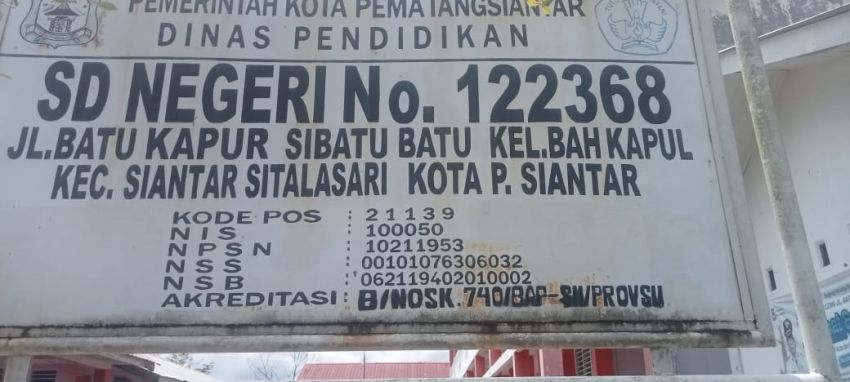 PEMERINTAH KOTA PEMATANGSIANTAR
DINAS PENDIDIKAN
SD NEGERI No. 122368
JL.BATU KAPUR SIBATU BATU KEL.BAH KAPUL
KEC. SIANTAR SITALASARI KOTA P. SIANTAR
KODE POS : 21139
NIS : 100050
NPSN : 10211953
NSS : 00101076306032
NSB : 062119402010002
AKREDITASI : B/NOSK.740/BAP-SM/PROVSU